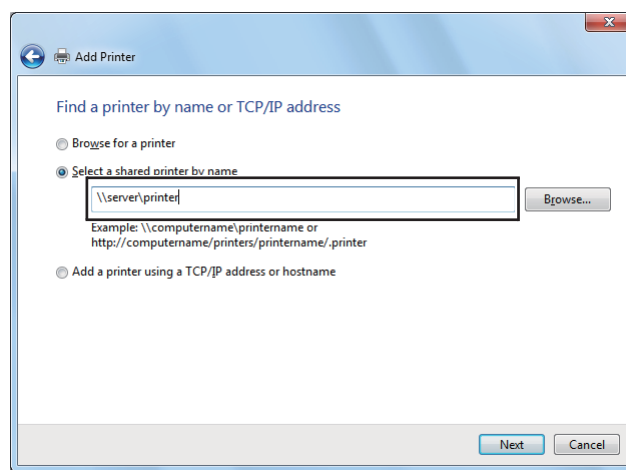 Add Printer
Find a printer by name or TCP/IP address
Browse for a printer
Select a shared printer by name
\\server\printer
Browse...
Example: \\computername\printername or
http://computername/printers/printername/.printer
Add a printer using a TCP/IP address or hostname
Next
Cancel